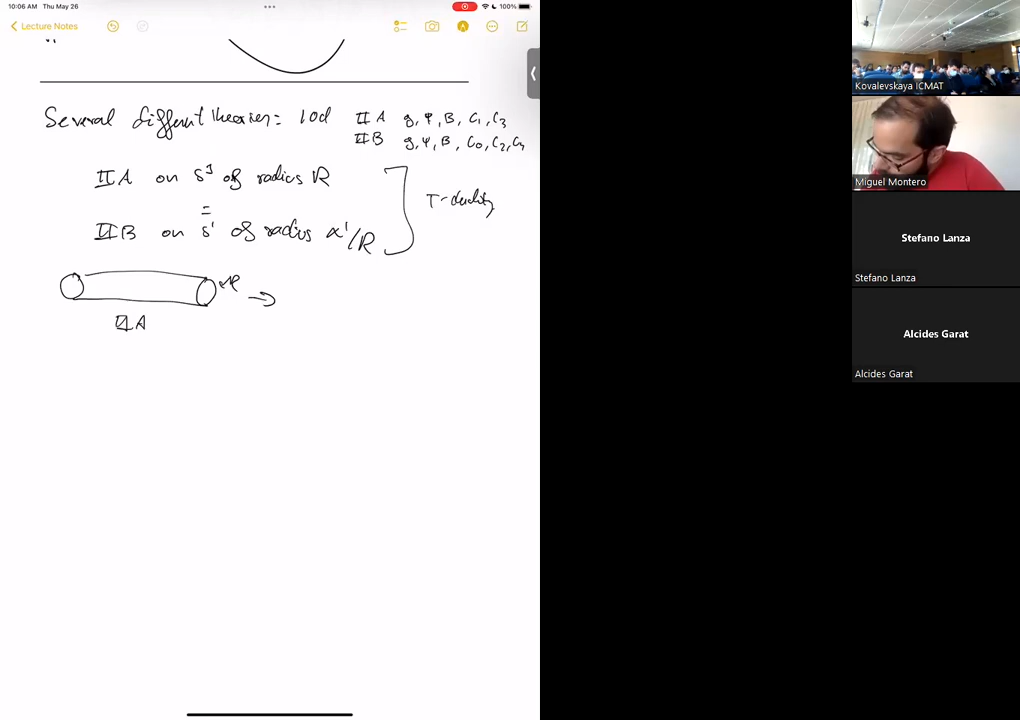 10:06 AM Thu May 26
100%
Lecture Notes
Several different theories: 10d IIA g, φ, B, C1, C3
IIB g, φ, B, C0, C2, C4
IIA on S1 of radius R
=
IIB on S1 of radius α'/R
T-duality
R →
IIA
Kovalevskaya ICMAT
Miguel Montero
Stefano Lanza
Stefano Lanza
Alcides Garat
Alcides Garat